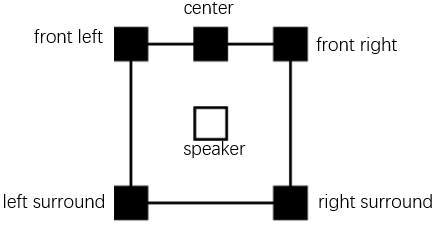 center
front left
front right
speaker
left surround
right surround